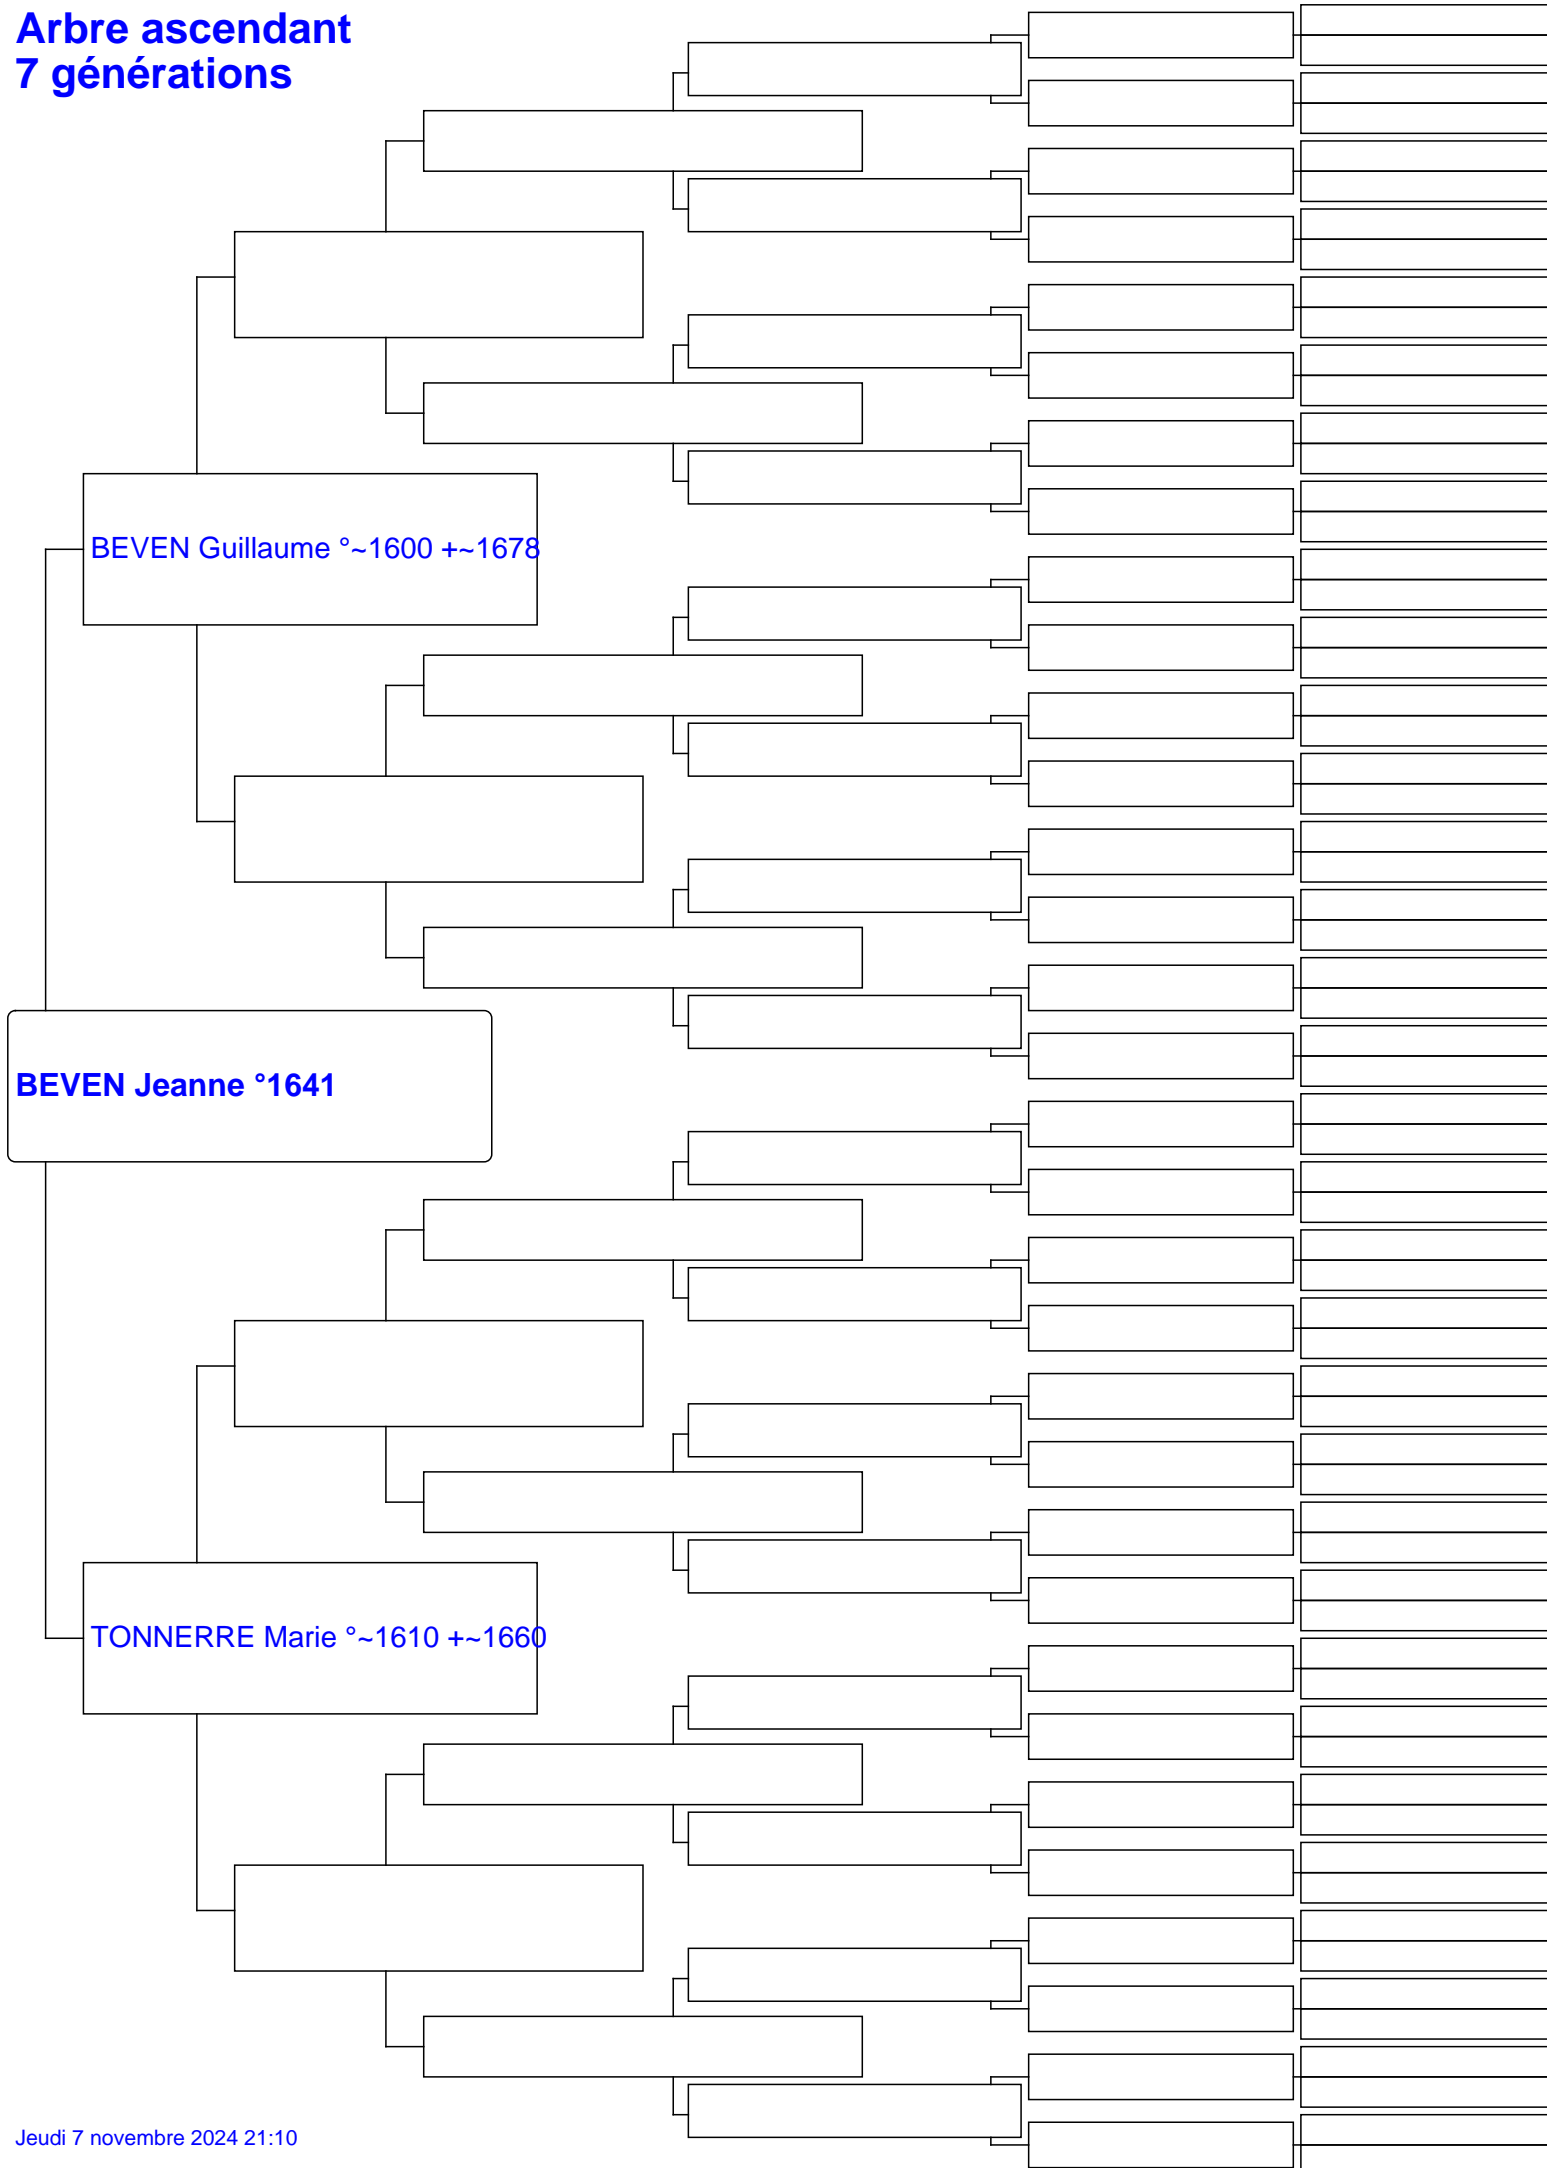 Arbre ascendant
7 générations
BEVEN Guillaume °~1600 +~1678
BEVEN Jeanne °1641
TONNERRE Marie °~1610 +~1660
Jeudi 7 novembre 2024 21:10